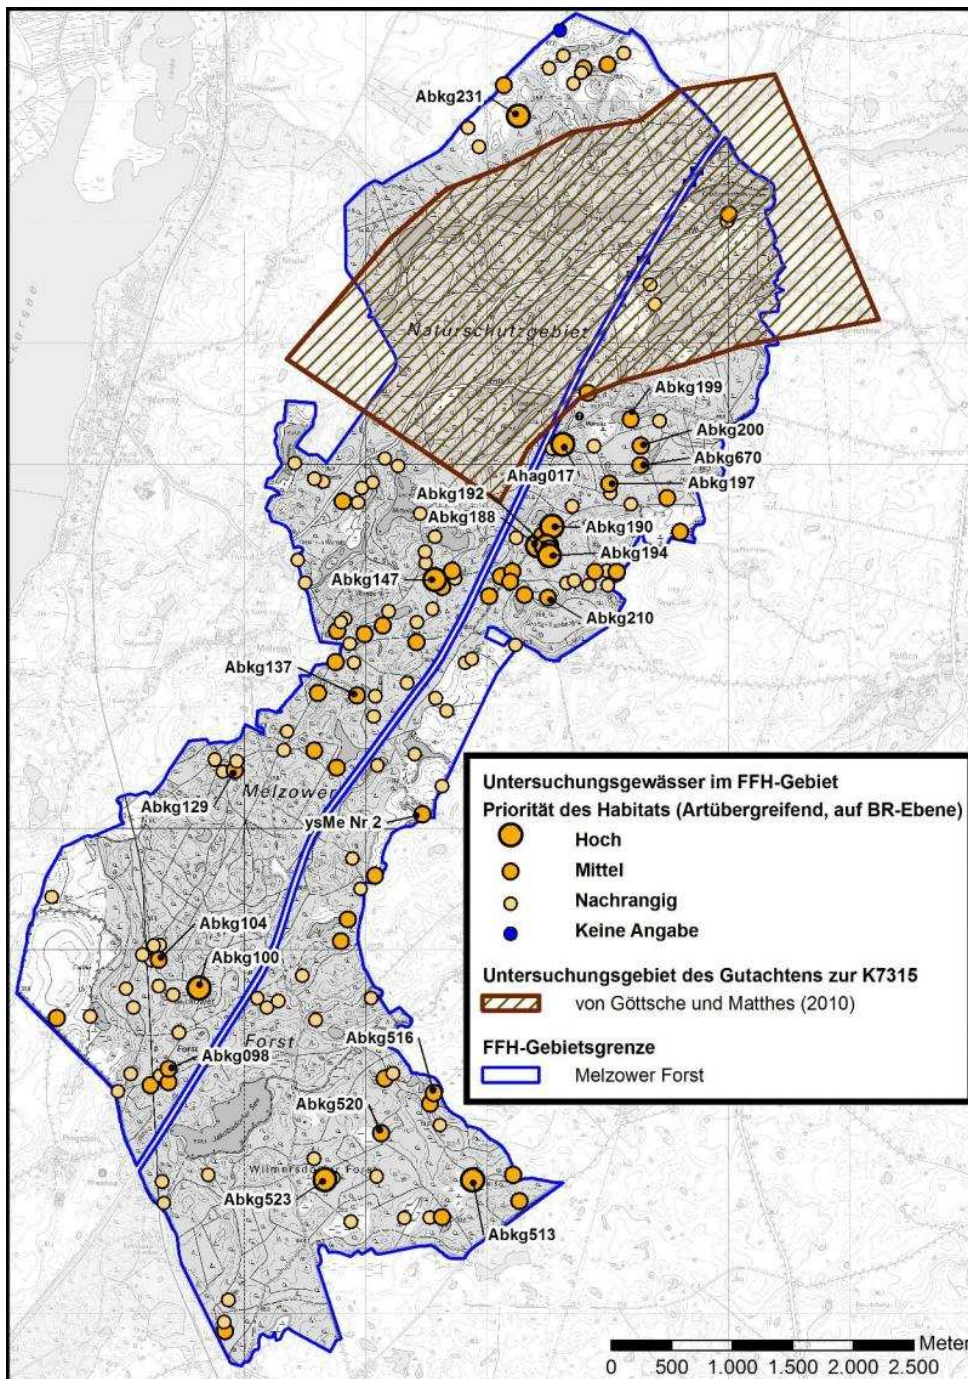 Abkg231
Naturschutzgebiet
Abkg199
Abkg200
Abkg670
Ahag017
Abkg197
Abkg192
Abkg188
Abkg190
Abkg194
Abkg147
Abkg210
Abkg137
Abkg129
Melzower
ysMe Nr 2
Untersuchungsgewässer im FFH-Gebiet
Priorität des Habitats (Artübergreifend, auf BR-Ebene)
Hoch
Mittel
Nachrangig
Keine Angabe
Untersuchungsgebiet des Gutachtens zur K7315
von Göttsche und Matthes (2010)
FFH-Gebietsgrenze
Melzower Forst
Abkg104
Abkg100
Forst
Abkg516
Abkg098
Abkg520
Wilmersdorfer Forst
Abkg523
Abkg513
Meter
0 500 1.000 1.500 2.000 2.500